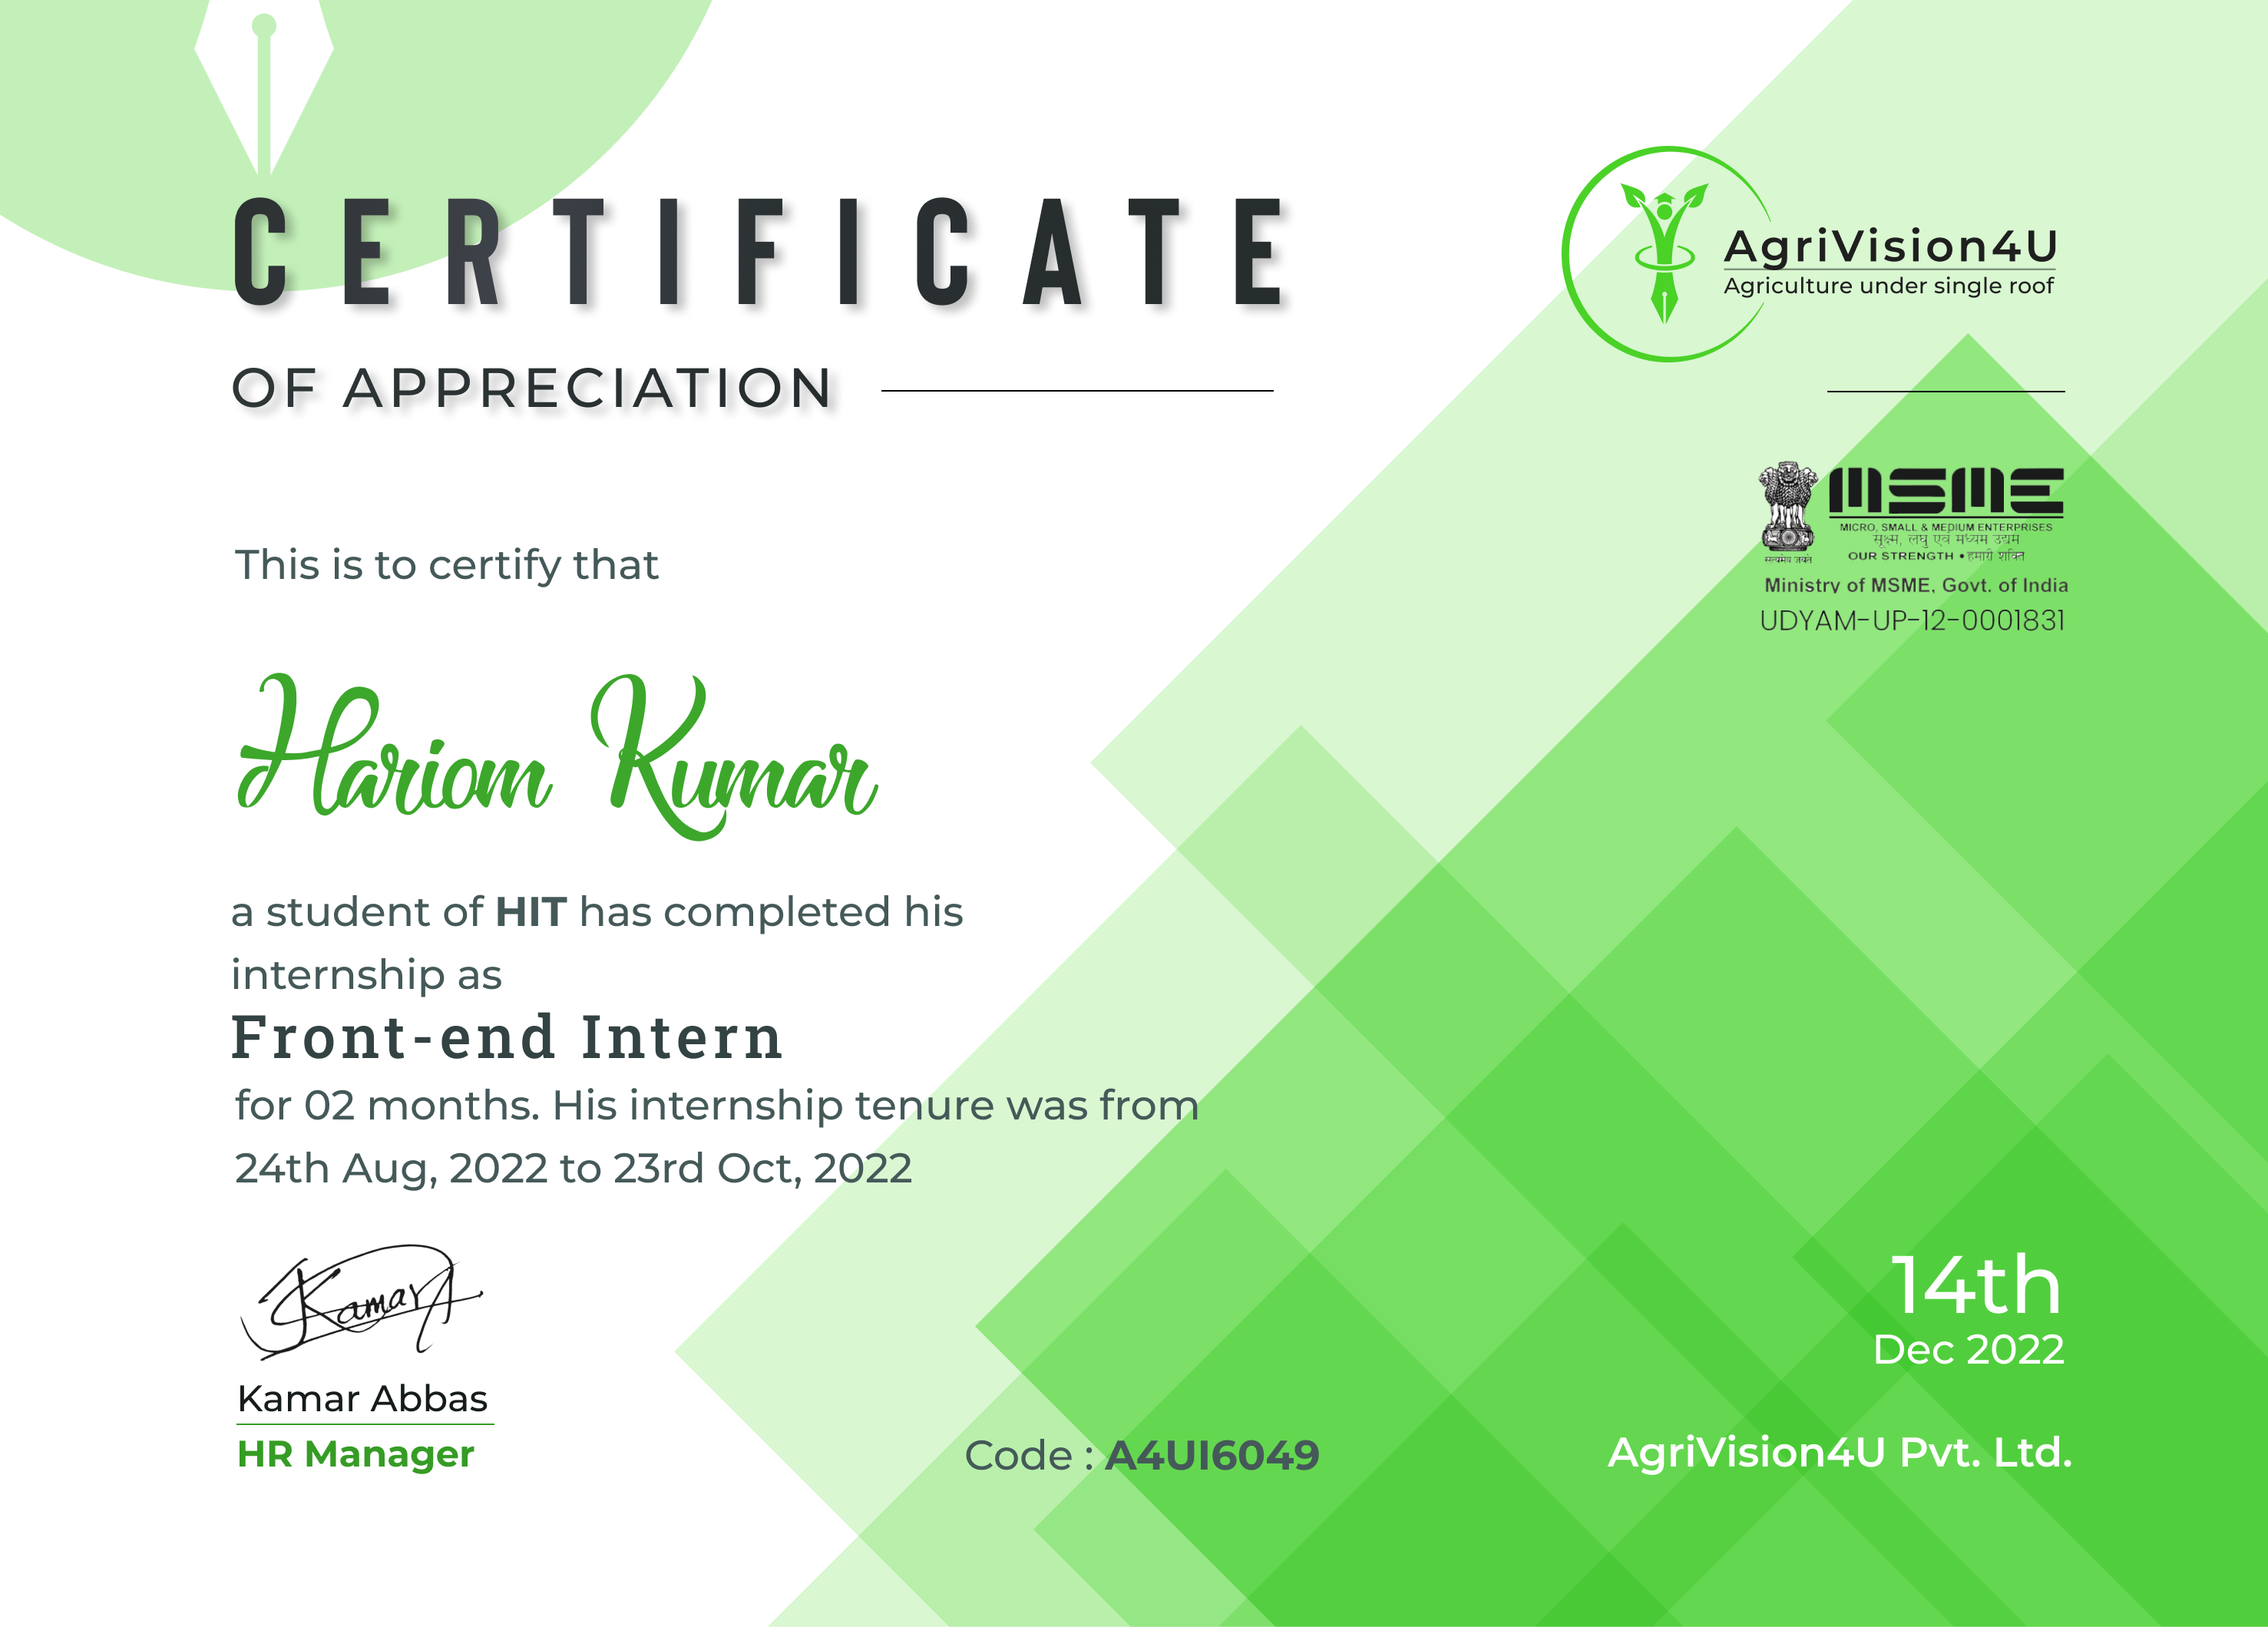 CERTIFICATE
OF APPRECIATION
AgriVision4U
Agriculture under single roof
MSME
MICRO, SMALL & MEDIUM ENTERPRISES
सूक्ष्म, लघु एवं मध्यम उद्यम
OUR STRENGTH • हमारी शक्ति
सत्यमेव जयते
Ministry of MSME, Govt. of India
UDYAM-UP-12-0001831
This is to certify that
Hariom Kumar
a student of HIT has completed his
internship as
Front-end Intern
for 02 months. His internship tenure was from
24th Aug, 2022 to 23rd Oct, 2022
KamarA
Kamar Abbas
HR Manager
Code : A4UI6049
14th
Dec 2022
AgriVision4U Pvt. Ltd.